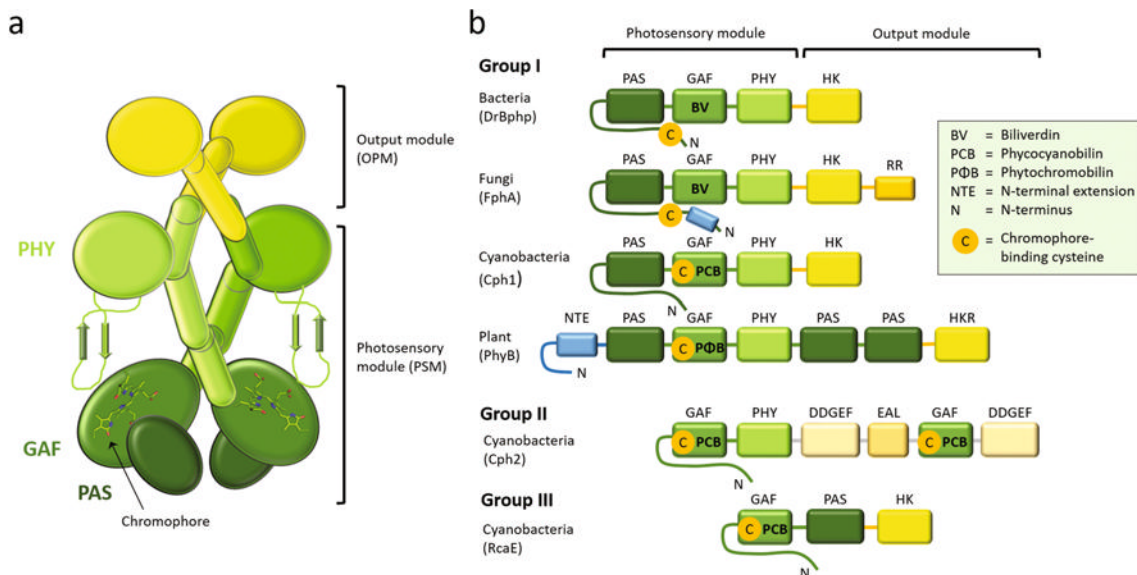 a
Output module
(OPM)
PHY
Photosensory
module (PSM)
GAF
PAS
Chromophore
b
Photosensory module
Output module
Group I
PAS GAF PHY HK
Bacteria
(DrBphp)
BV
C
N
PAS GAF PHY HK RR
Fungi
(FphA)
BV
C
N
PAS GAF PHY HK
Cyanobacteria
(Cph1)
C PCB
N
NTE PAS GAF PHY PAS PAS HKR
Plant
(PhyB)
C PΦB
N
Group II
GAF PHY DDGEF EAL GAF DDGEF
Cyanobacteria
(Cph2)
C PCB C PCB
N
Group III
GAF PAS HK
Cyanobacteria
(RcaE)
C PCB
N
BV = Biliverdin
PCB = Phycocyanobilin
PΦB = Phytochromobilin
NTE = N-terminal extension
N = N-terminus
C = Chromophore-
binding cysteine